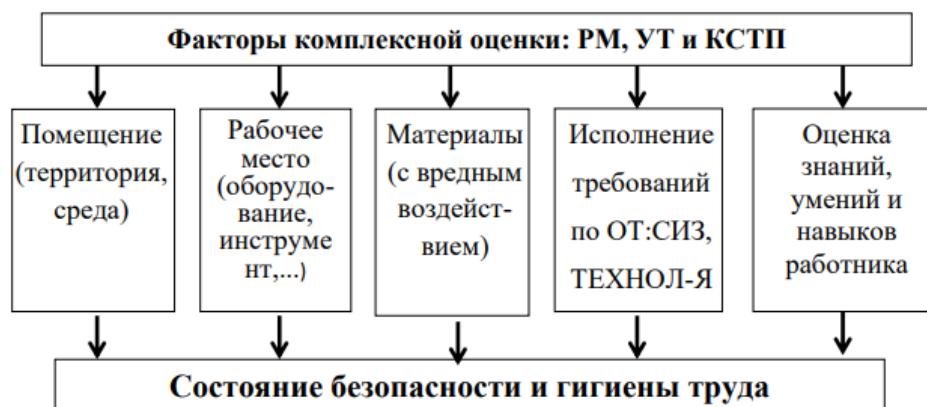 Факторы комплексной оценки: РМ, УТ и КСТП
Помещение
(территория,
среда)
Рабочее
место
(оборудо-
вание,
инструме
нт,...)
Материалы
(с вредным
воздейст-
вием)
Исполнение
требований
по ОТ:СИЗ,
ТЕХНОЛ-Я
Оценка
знаний,
умений и
навыков
работника
Состояние безопасности и гигиены труда